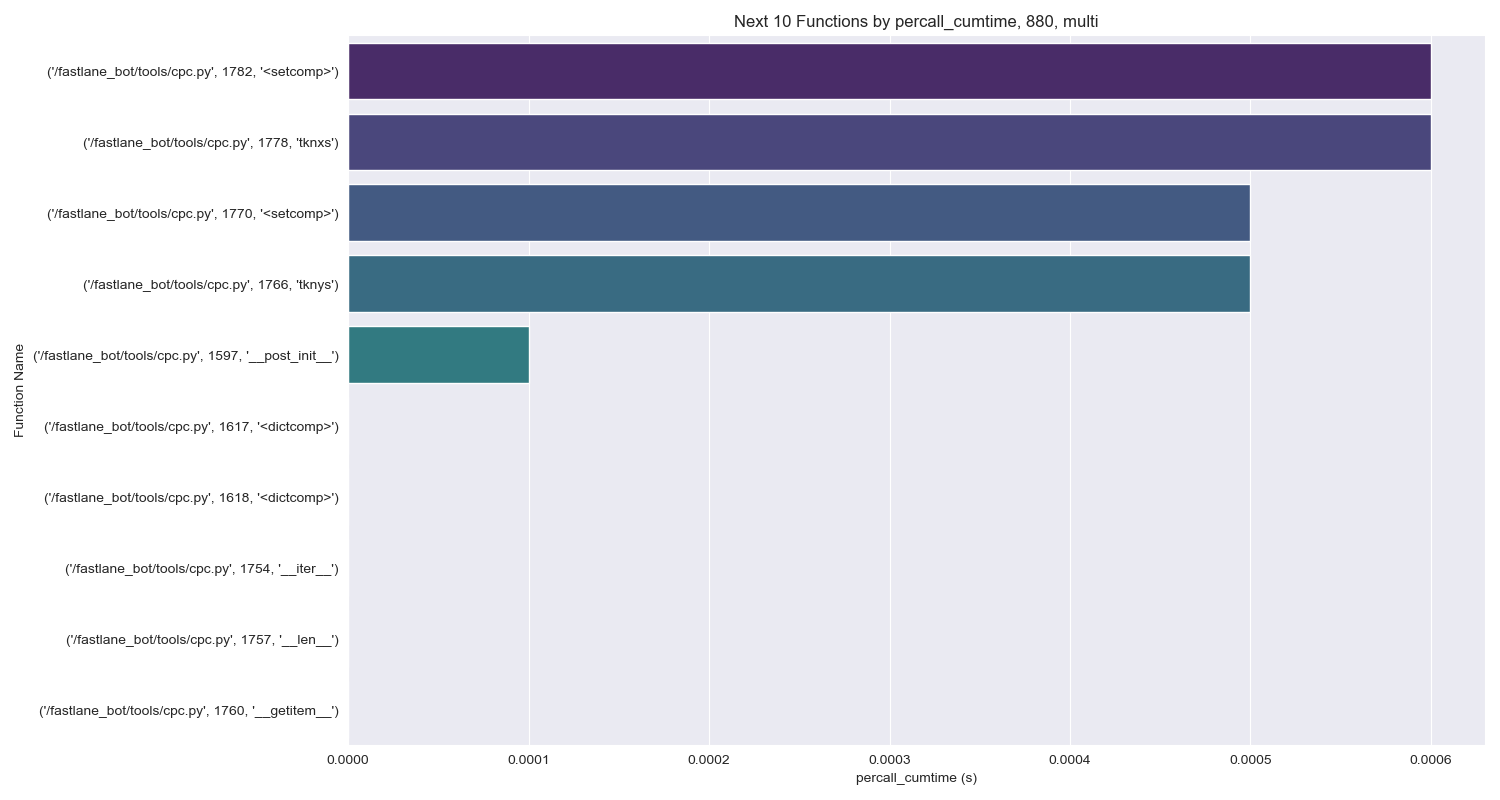 Next 10 Functions by percall_cumtime, 880, multi
('/fastlane_bot/tools/cpc.py', 1782, '<setcomp>')
('/fastlane_bot/tools/cpc.py', 1778, 'tknxs')
('/fastlane_bot/tools/cpc.py', 1770, '<setcomp>')
('/fastlane_bot/tools/cpc.py', 1766, 'tknys')
('/fastlane_bot/tools/cpc.py', 1597, '__post_init__')
('/fastlane_bot/tools/cpc.py', 1617, '<dictcomp>')
('/fastlane_bot/tools/cpc.py', 1618, '<dictcomp>')
('/fastlane_bot/tools/cpc.py', 1754, '__iter__')
('/fastlane_bot/tools/cpc.py', 1757, '__len__')
('/fastlane_bot/tools/cpc.py', 1760, '__getitem__')
Function Name
0.0000 0.0001 0.0002 0.0003 0.0004 0.0005 0.0006
percall_cumtime (s)